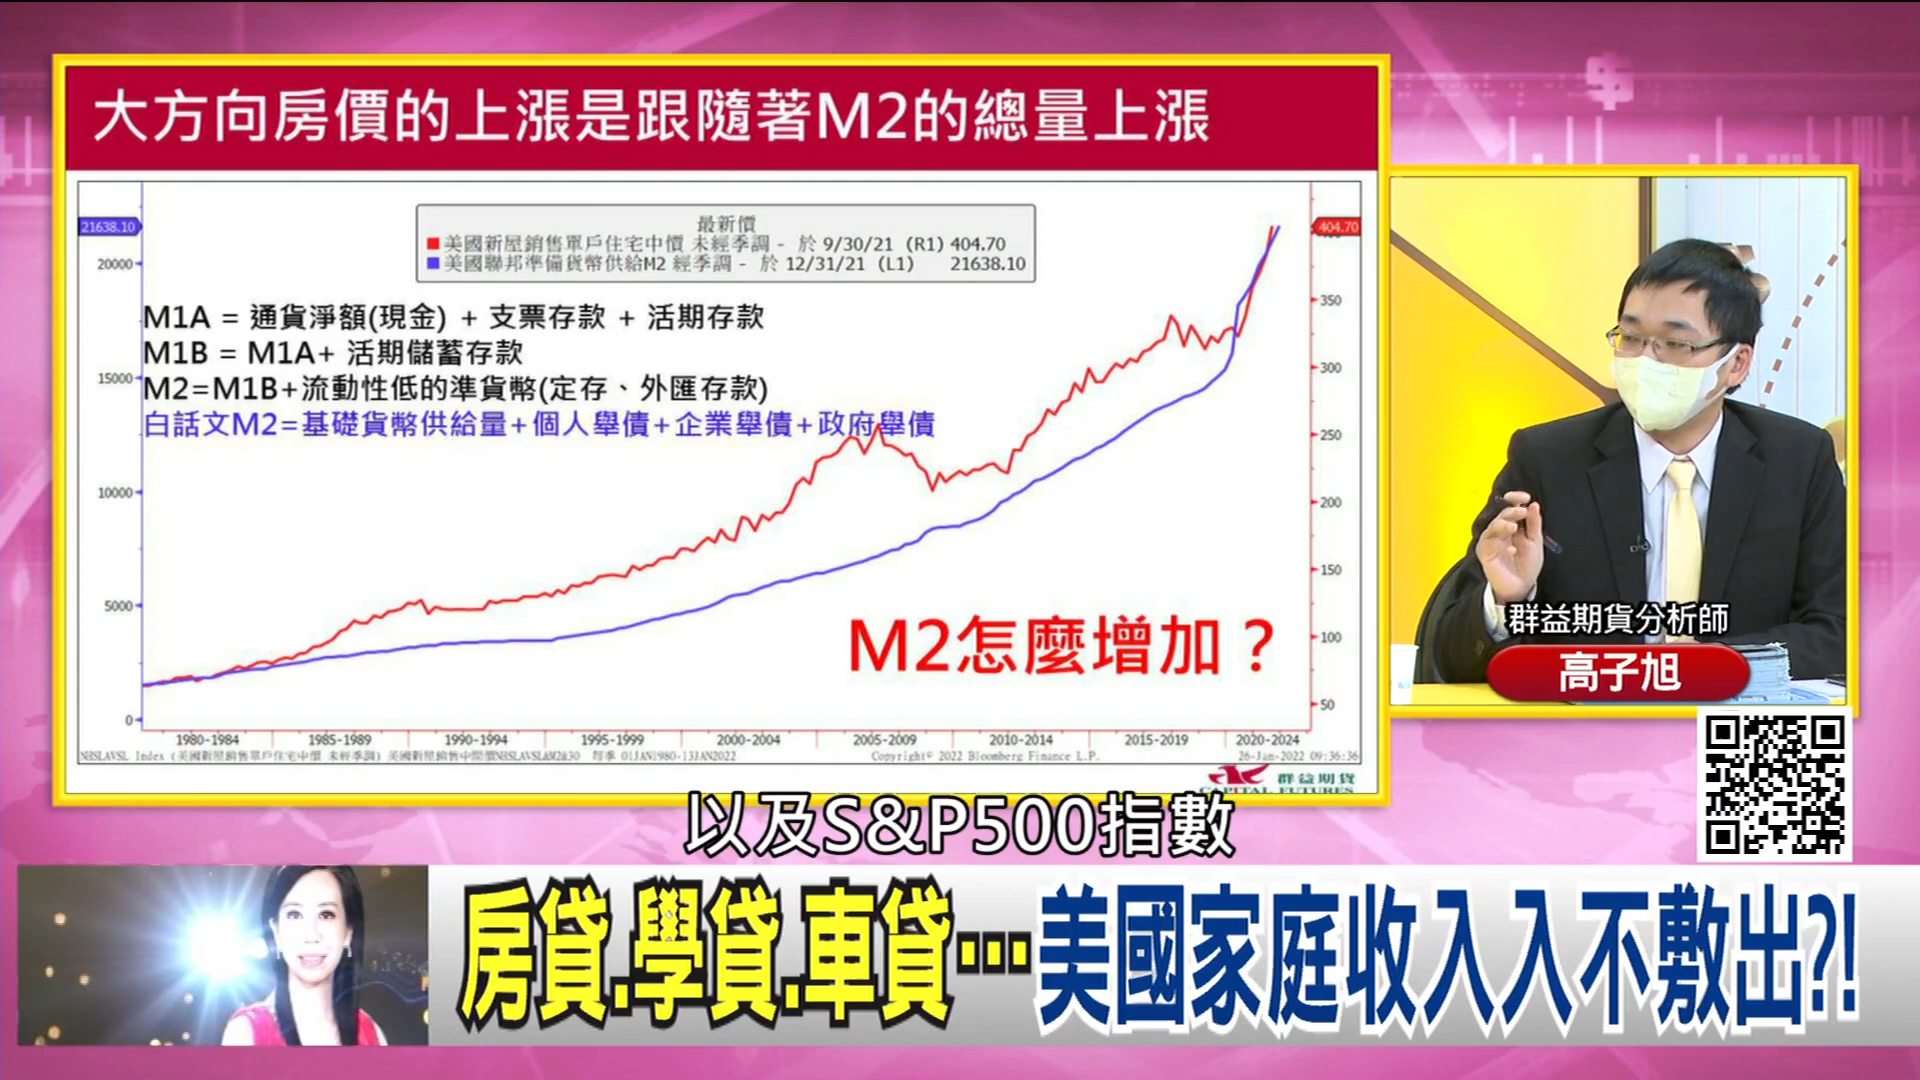 大方向房價的上漲是跟隨著M2的總量上漲
21638.10
404.70
最新價
美國新屋銷售單戶住宅中價 未經季調 - 於 9/30/21 (R1) 404.70
美國聯邦準備貨幣供給M2 經季調 - 於 12/31/21 (L1) 21638.10
20000
15000
10000
5000
0
350
300
250
200
150
100
50
M1A = 通貨淨額(現金) + 支票存款 + 活期存款
M1B = M1A+ 活期儲蓄存款
M2=M1B+流動性低的準貨幣(定存、外匯存款)
白話文M2=基礎貨幣供給量+個人舉債+企業舉債+政府舉債
M2怎麼增加？
1980-1984 1985-1989 1990-1994 1995-1999 2000-2004 2005-2009 2010-2014 2015-2019 2020-2024
Copyright© 2022 Bloomberg Finance L.P. 26-Jan-2022 09:36:36
群益期貨
CAPITAL FUTURES
群益期貨分析師
高子旭
以及S&P500指數
房貸.學貸.車貸…美國家庭收入入不敷出?!